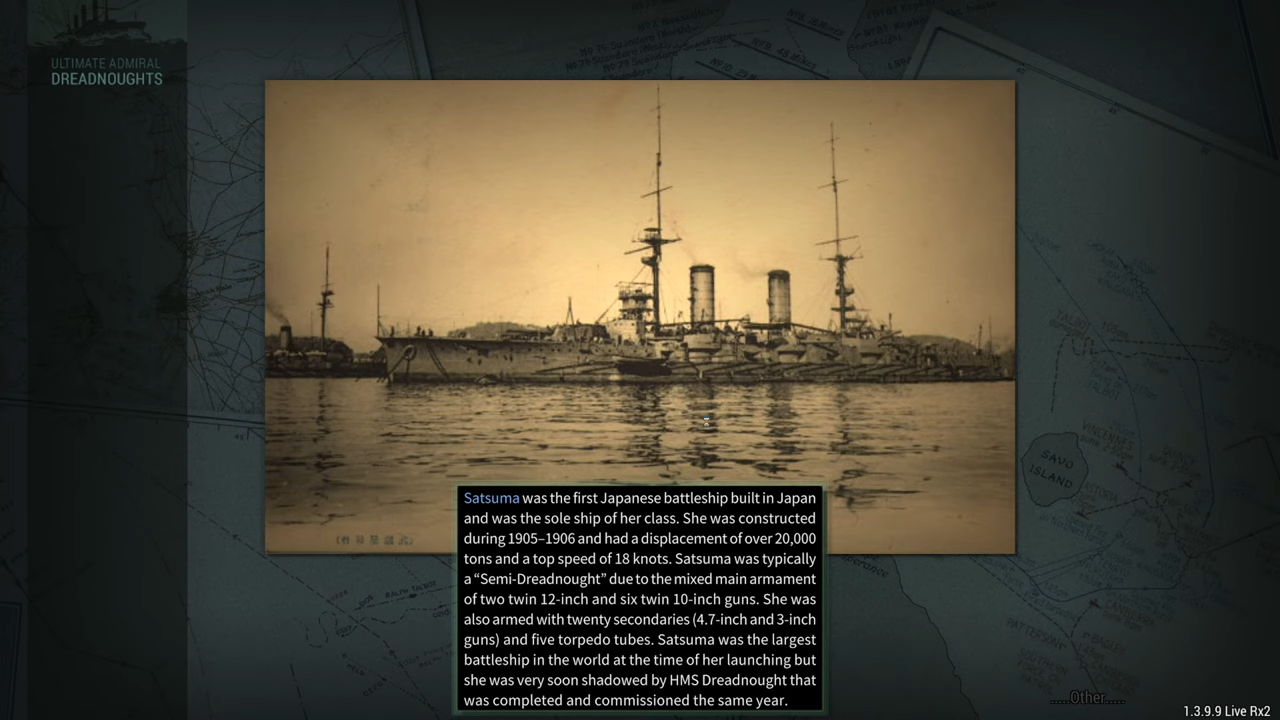 ULTIMATE ADMIRAL
DREADNOUGHTS
SAVO
ISLAND
Satsuma was the first Japanese battleship built in Japan
and was the sole ship of her class. She was constructed
during 1905–1906 and had a displacement of over 20,000
tons and a top speed of 18 knots. Satsuma was typically
a “Semi-Dreadnought” due to the mixed main armament
of two twin 12-inch and six twin 10-inch guns. She was
also armed with twenty secondaries (4.7-inch and 3-inch
guns) and five torpedo tubes. Satsuma was the largest
battleship in the world at the time of her launching but
she was very soon shadowed by HMS Dreadnought that
was completed and commissioned the same year.
......Other......
1.3.9.9 Live Rx2